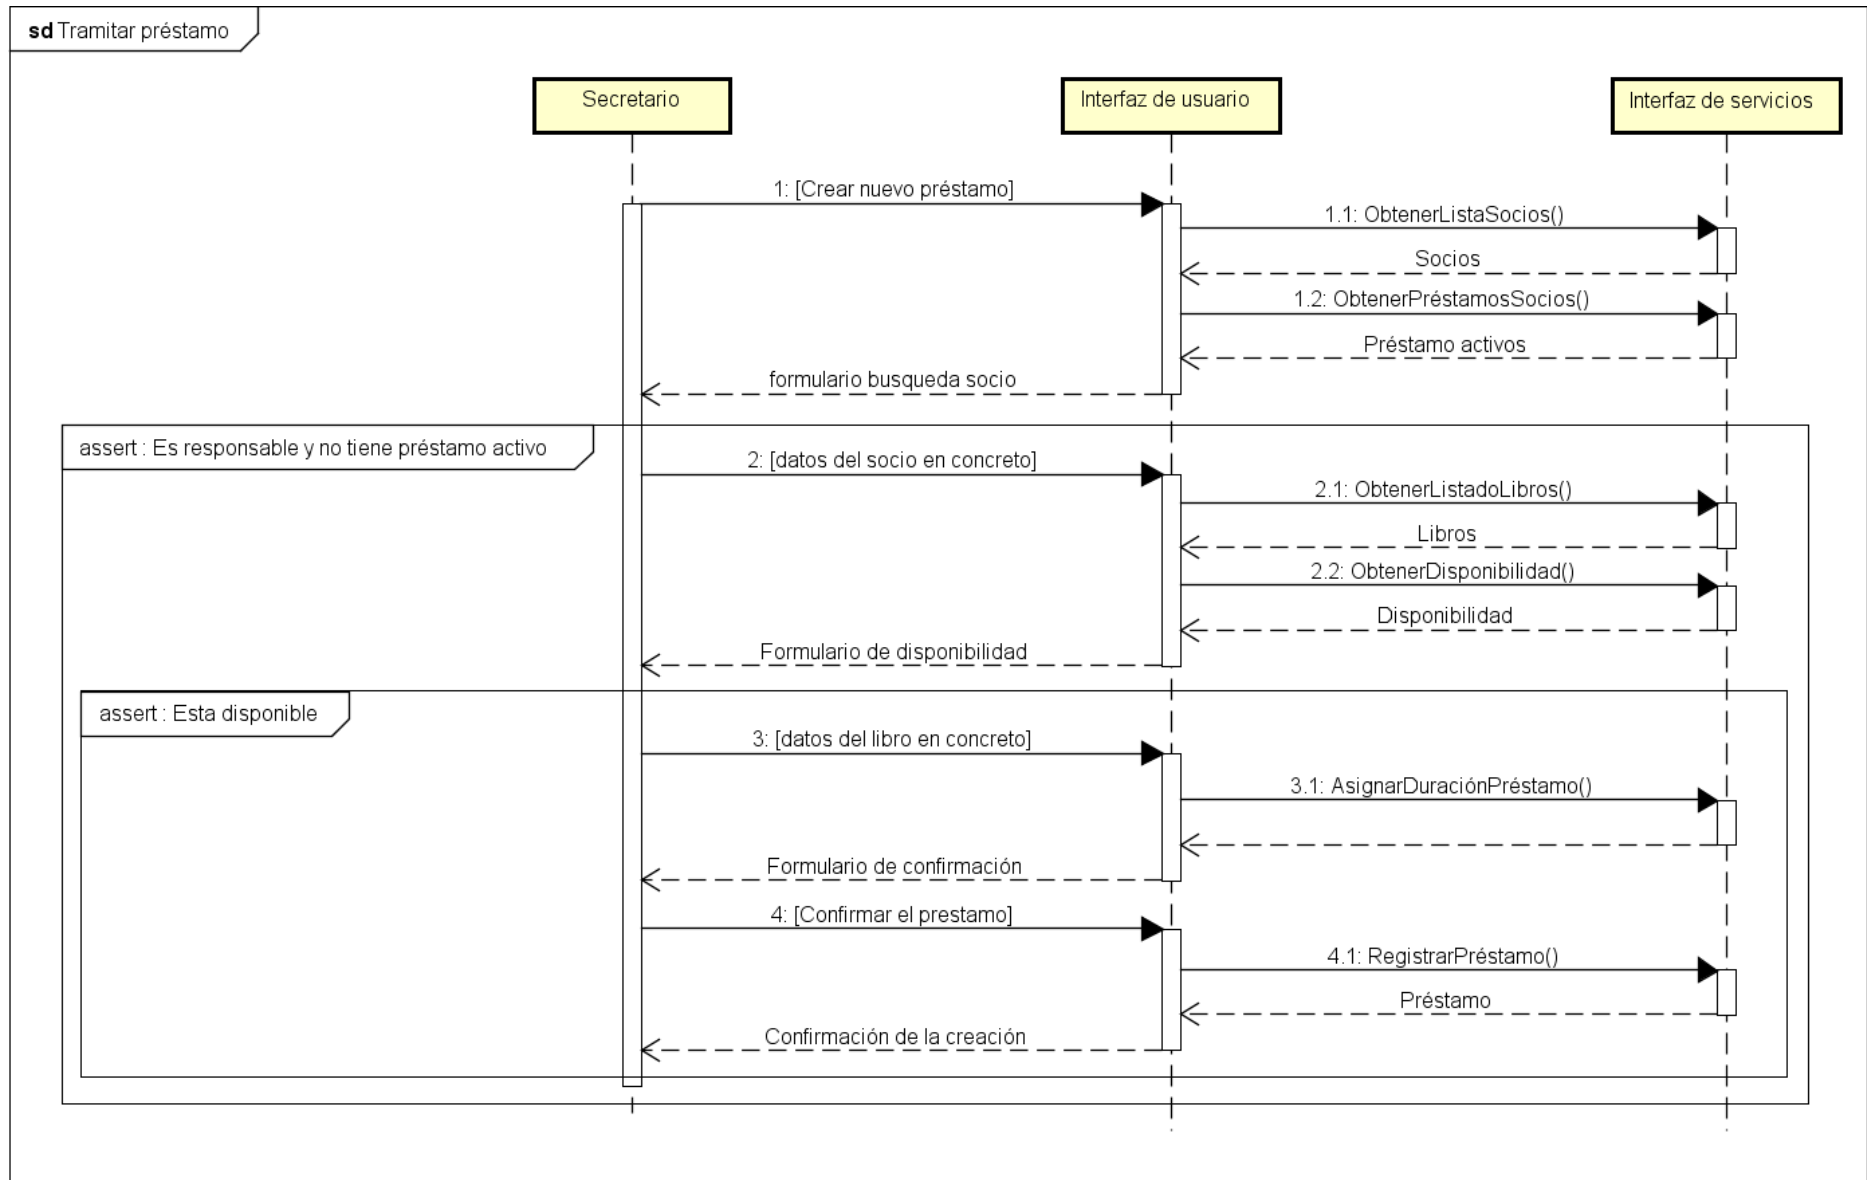 sd Tramitar préstamo
Secretario
Interfaz de usuario
Interfaz de servicios
1: [Crear nuevo préstamo]
1.1: ObtenerListaSocios()
Socios
1.2: ObtenerPréstamosSocios()
Préstamo activos
formulario busqueda socio
assert : Es responsable y no tiene préstamo activo
2: [datos del socio en concreto]
2.1: ObtenerListadoLibros()
Libros
2.2: ObtenerDisponibilidad()
Disponibilidad
Formulario de disponibilidad
assert : Esta disponible
3: [datos del libro en concreto]
3.1: AsignarDuraciónPréstamo()
Formulario de confirmación
4: [Confirmar el prestamo]
4.1: RegistrarPréstamo()
Préstamo
Confirmación de la creación